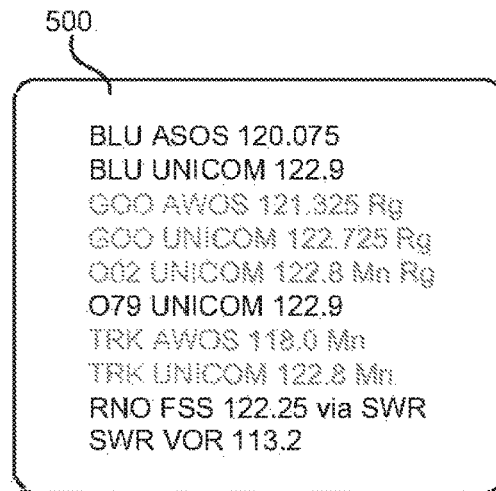 500
BLU ASOS 120.075
BLU UNICOM 122.9
GOO AWOS 121.325 Rg
GOO UNICOM 122.725 Rg
O02 UNICOM 122.8 Mn Rg
O79 UNICOM 122.9
TRK AWOS 118.0 Mn
TRK UNICOM 122.8 Mn
RNO FSS 122.25 via SWR
SWR VOR 113.2